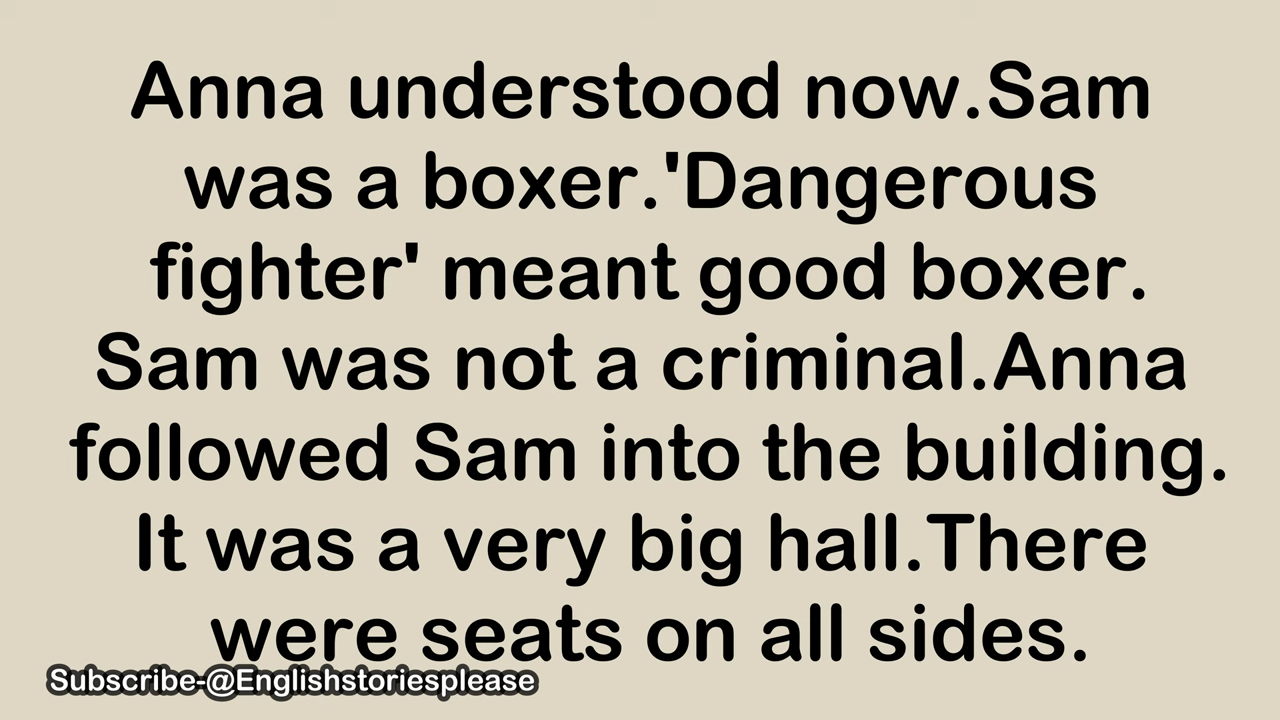 Anna understood now.Sam
was a boxer.'Dangerous
fighter' meant good boxer.
Sam was not a criminal.Anna
followed Sam into the building.
It was a very big hall.There
were seats on all sides.
Subscribe-@Englishstoriesplease